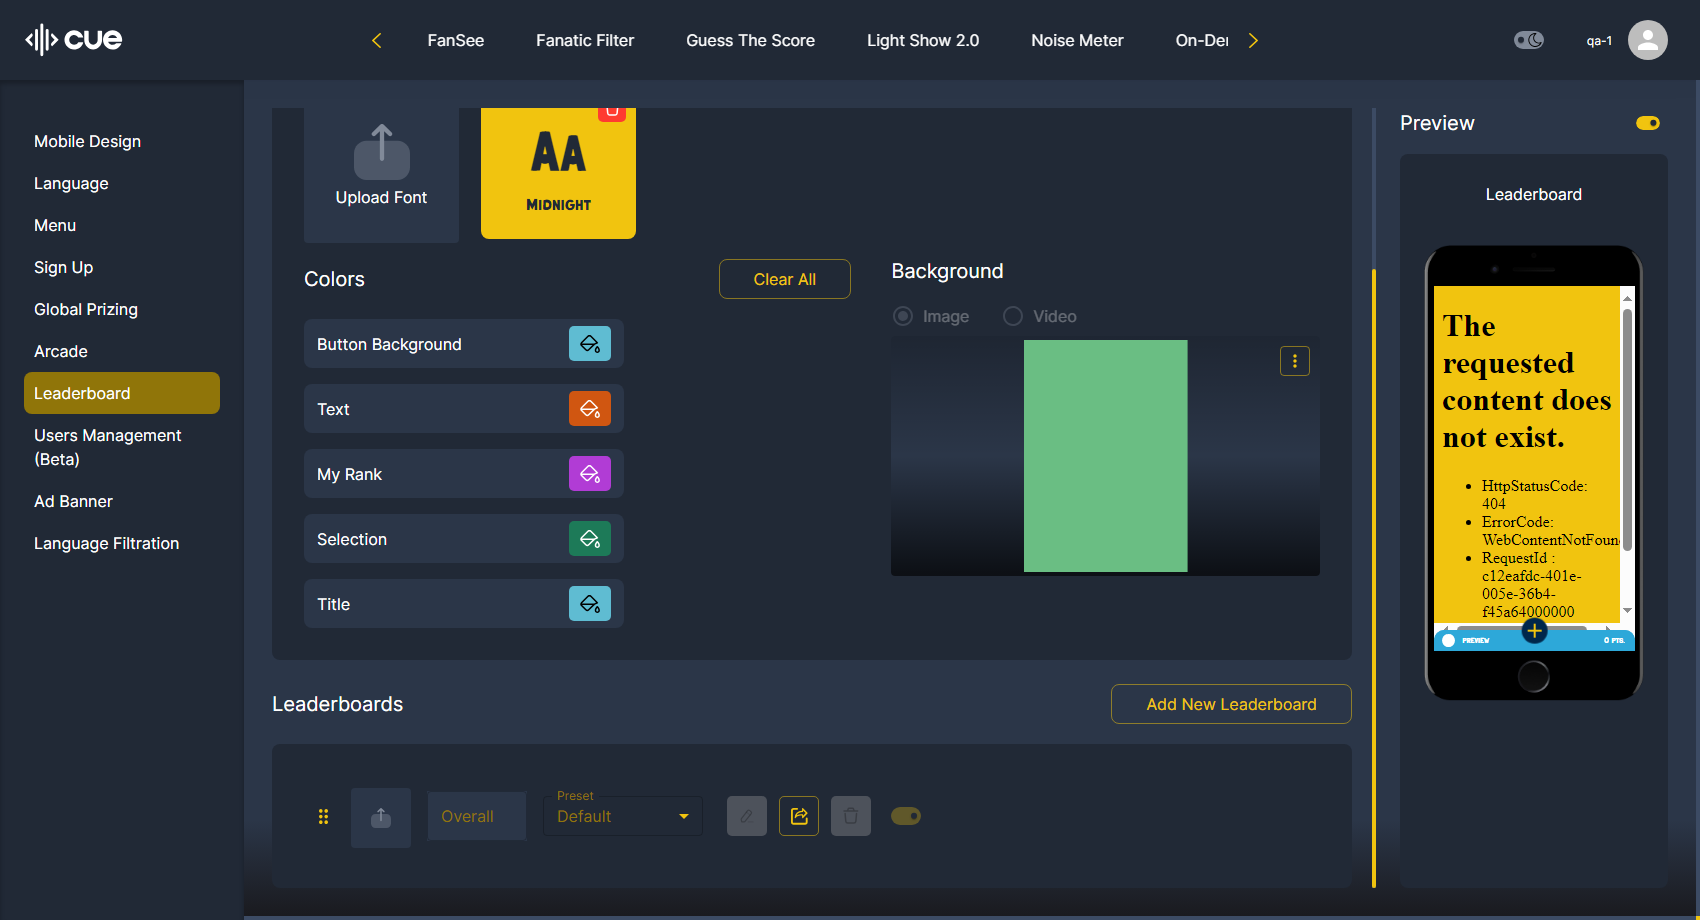 cue
FanSee
Fanatic Filter
Guess The Score
Light Show 2.0
Noise Meter
On-Der
qa-1
Mobile Design
Language
Menu
Sign Up
Global Prizing
Arcade
Leaderboard
Users Management
(Beta)
Ad Banner
Language Filtration
Upload Font
AA
MIDNIGHT
Colors
Clear All
Button Background
Text
My Rank
Selection
Title
Background
Image
Video
Leaderboards
Add New Leaderboard
Overall
Preset
Default
Preview
Leaderboard
The
requested
content does
not exist.
HttpStatusCode:
404
ErrorCode:
WebContentNotFoun
RequestId :
c12eafdc-401e-
005e-36b4-
f45a64000000
PREVIEW
0 PTS.